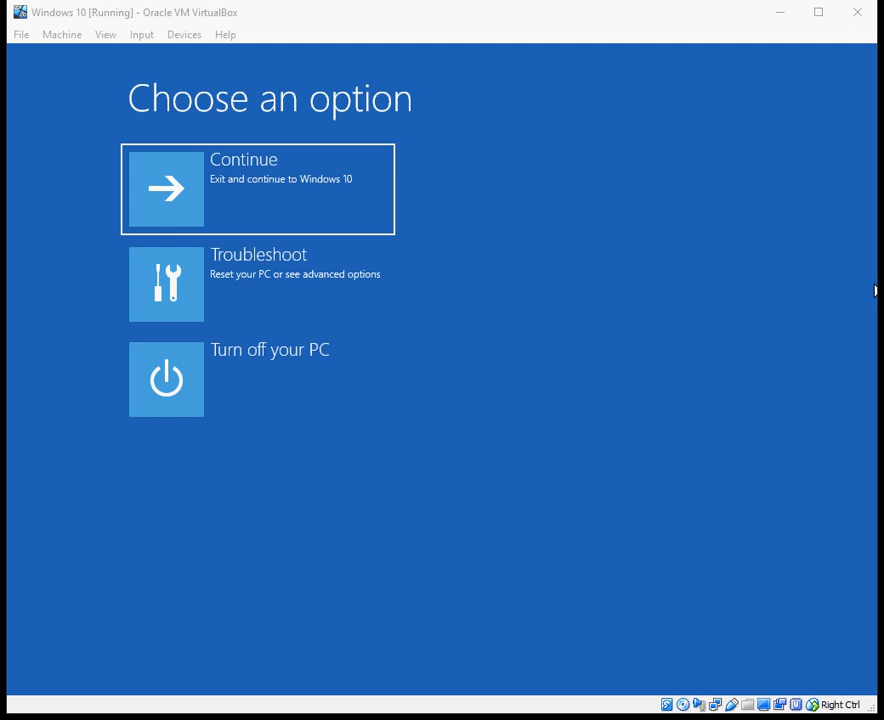 Windows 10 [Running] - Oracle VM VirtualBox
File Machine View Input Devices Help
Choose an option
Continue
Exit and continue to Windows 10
Troubleshoot
Reset your PC or see advanced options
Turn off your PC
Right Ctrl